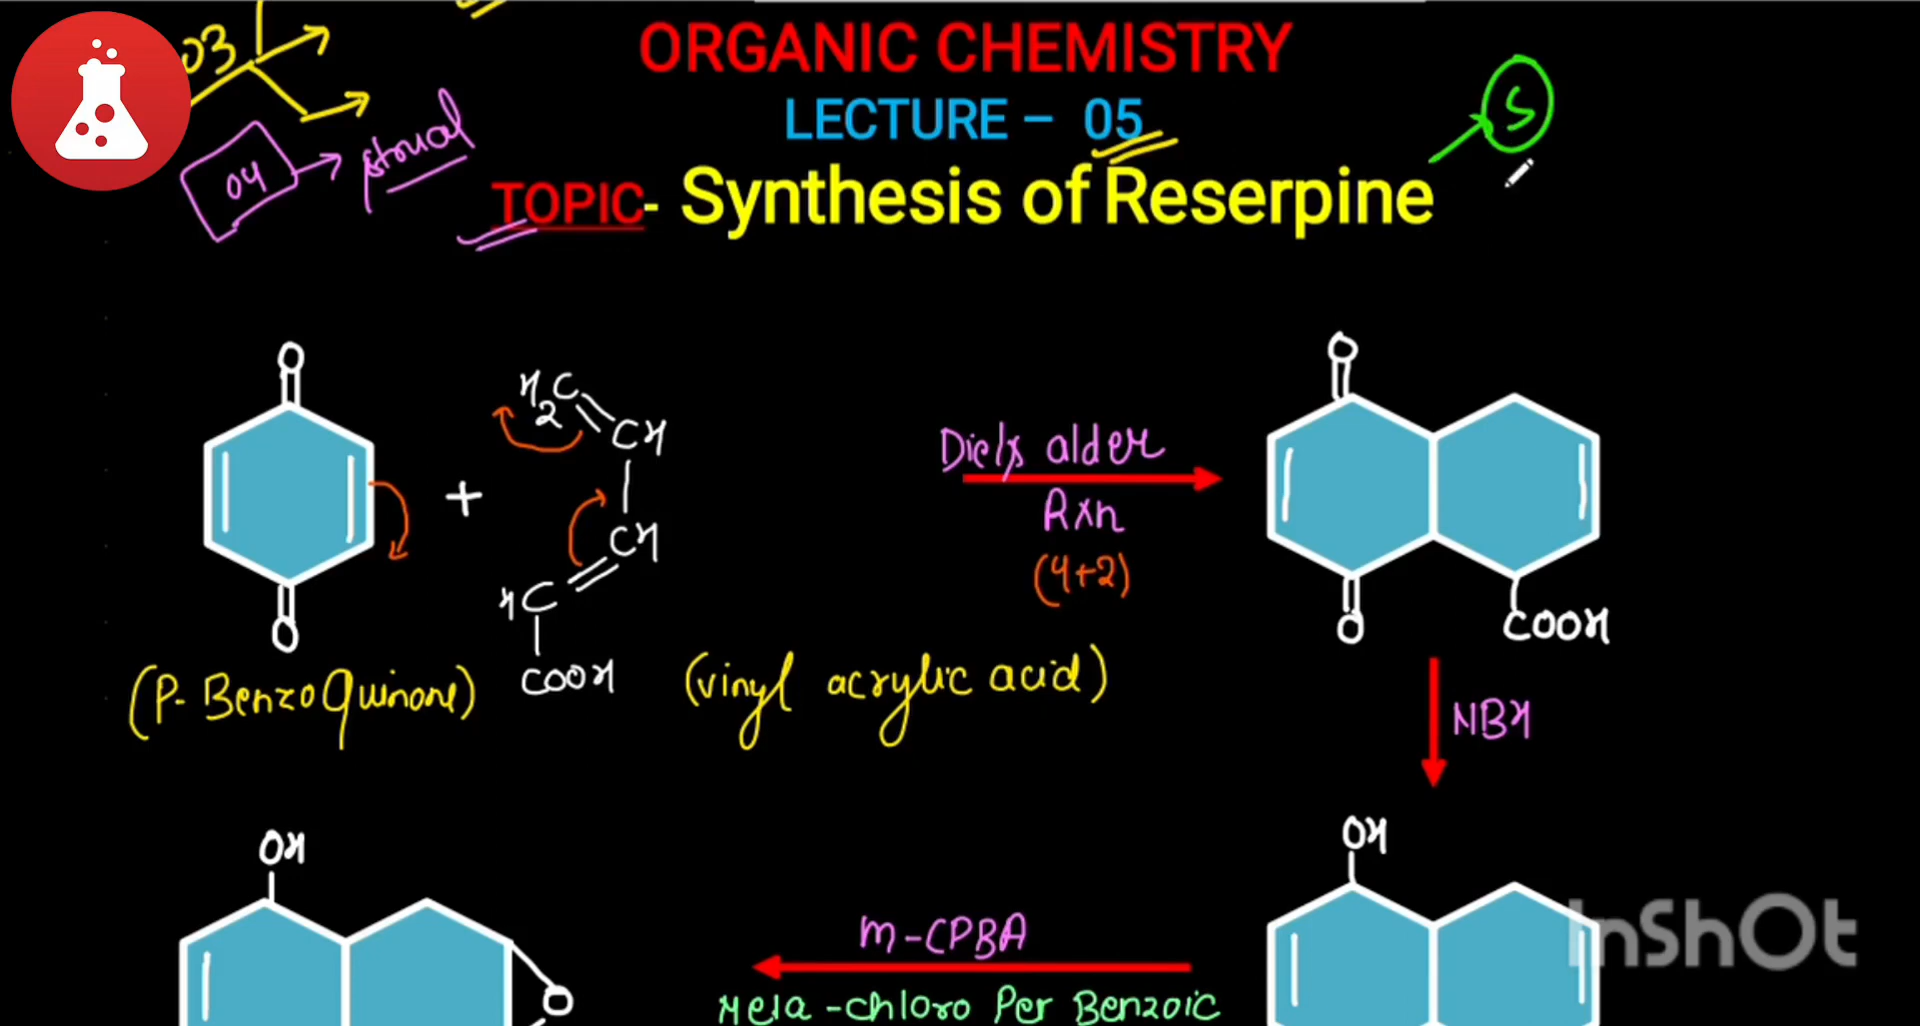 03
ORGANIC CHEMISTRY
LECTURE – 05
04
TOPIC- Synthesis of Reserpine
S
O
H2C
CH
CH
HC
COOH
O
(P-BenzoQuinone)
+
(vinyl acrylic acid)
Diels alder
Rxn
(4+2)
O
O
COOH
NBH
OH
OH
m-CPBA
Meta-chloro Per Benzoic
O
InShOt